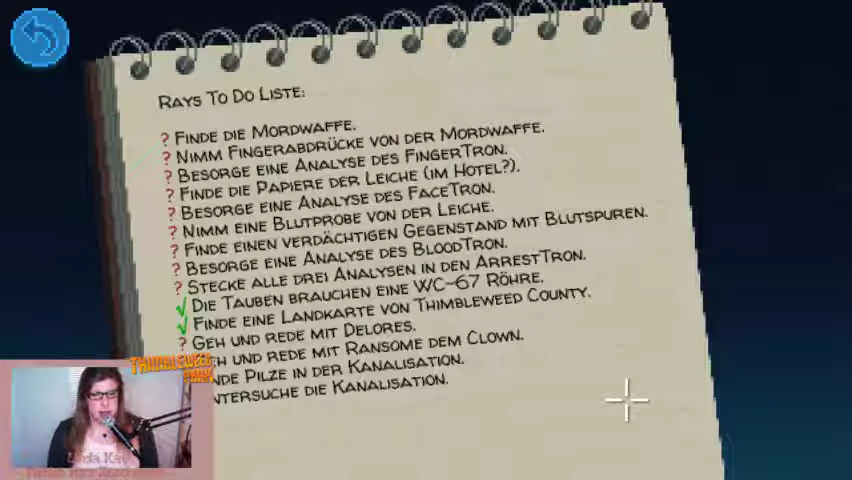 Rays To Do Liste:
? Finde die Mordwaffe.
? Nimm Fingerabdrücke von der Mordwaffe.
? Besorge eine Analyse des FingerTron.
? Finde die Papiere der Leiche (im Hotel?).
? Besorge eine Analyse des FaceTron.
? Nimm eine Blutprobe von der Leiche.
? Finde einen verdächtigen Gegenstand mit Blutspuren.
? Besorge eine Analyse des BloodTron.
? Stecke alle drei Analysen in den ArrestTron.
√ Die Tauben brauchen eine WC-67 Röhre.
√ Finde eine Landkarte von Thimbleweed County.
? Geh und rede mit Delores.
und rede mit Ransome dem Clown.
Pilze in der Kanalisation.
die Kanalisation.
Thimbleweed
Park